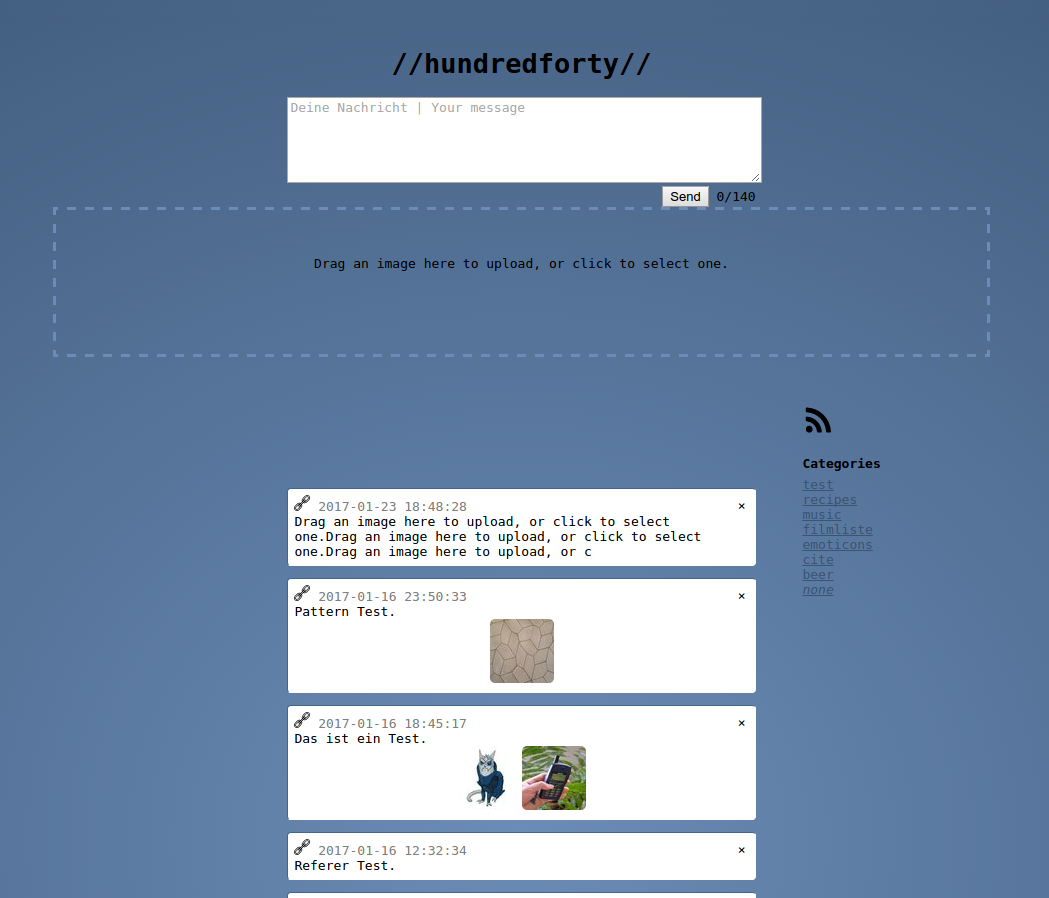 //hundredforty//
Deine Nachricht | Your message
Send 0/140
Drag an image here to upload, or click to select one.
Categories
test
recipes
music
filmliste
emoticons
cite
beer
none
2017-01-23 18:48:28 ×
Drag an image here to upload, or click to select
one.Drag an image here to upload, or click to select
one.Drag an image here to upload, or c
2017-01-16 23:50:33 ×
Pattern Test.
2017-01-16 18:45:17 ×
Das ist ein Test.
2017-01-16 12:32:34 ×
Referer Test.